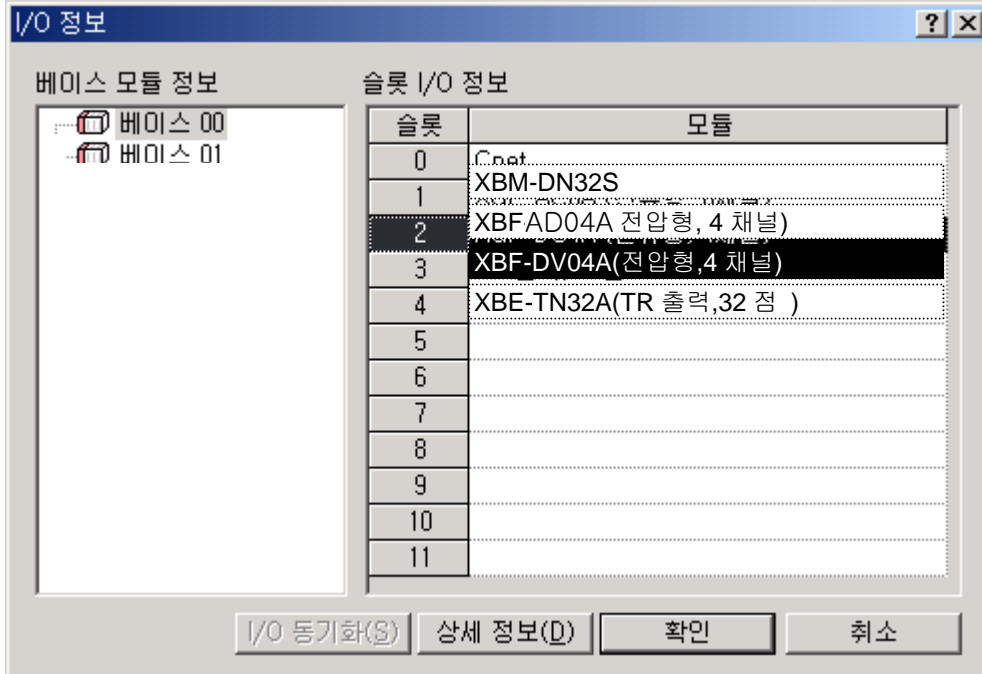 I/O 정보
베이스 모듈 정보
슬롯 I/O 정보
베이스 00
베이스 01
슬롯 모듈
0 Cnet
1 XBM-DN32S
2 XBF-AD04A 전압형, 4 채널)
3 XBF-DV04A(전압형,4 채널)
4 XBE-TN32A(TR 출력,32 점 )
5
6
7
8
9
10
11
I/O 동기화(S) 상세 정보(D) 확인 취소